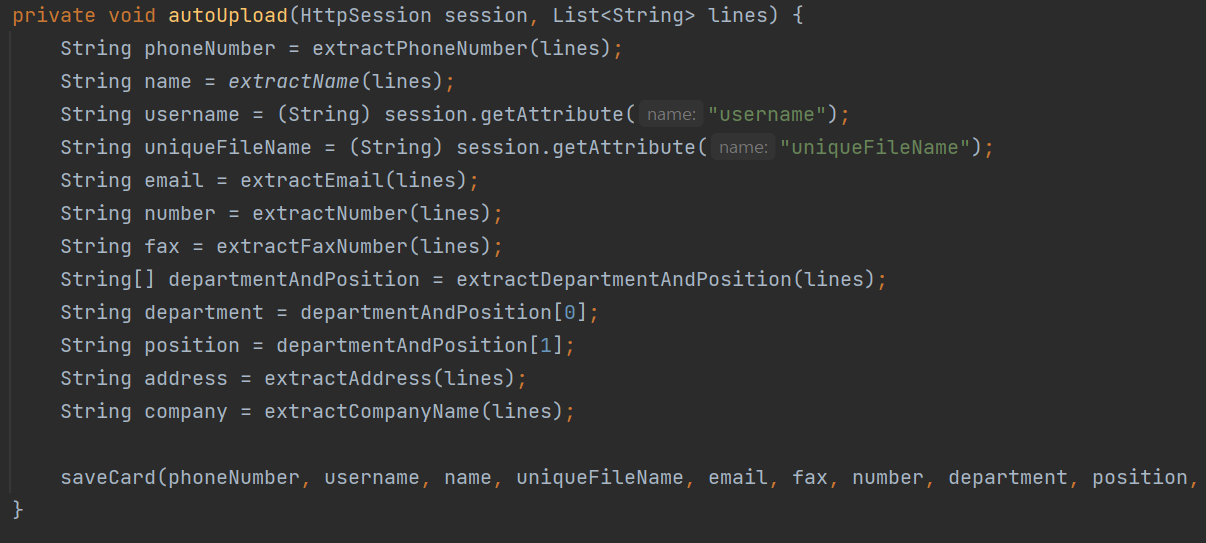 private void autoUpload(HttpSession session, List<String> lines) {
String phoneNumber = extractPhoneNumber(lines);
String name = extractName(lines);
String username = (String) session.getAttribute( name: "username");
String uniqueFileName = (String) session.getAttribute( name: "uniqueFileName");
String email = extractEmail(lines);
String number = extractNumber(lines);
String fax = extractFaxNumber(lines);
String[] departmentAndPosition = extractDepartmentAndPosition(lines);
String department = departmentAndPosition[0];
String position = departmentAndPosition[1];
String address = extractAddress(lines);
String company = extractCompanyName(lines);
saveCard(phoneNumber, username, name, uniqueFileName, email, fax, number, department, position,
}